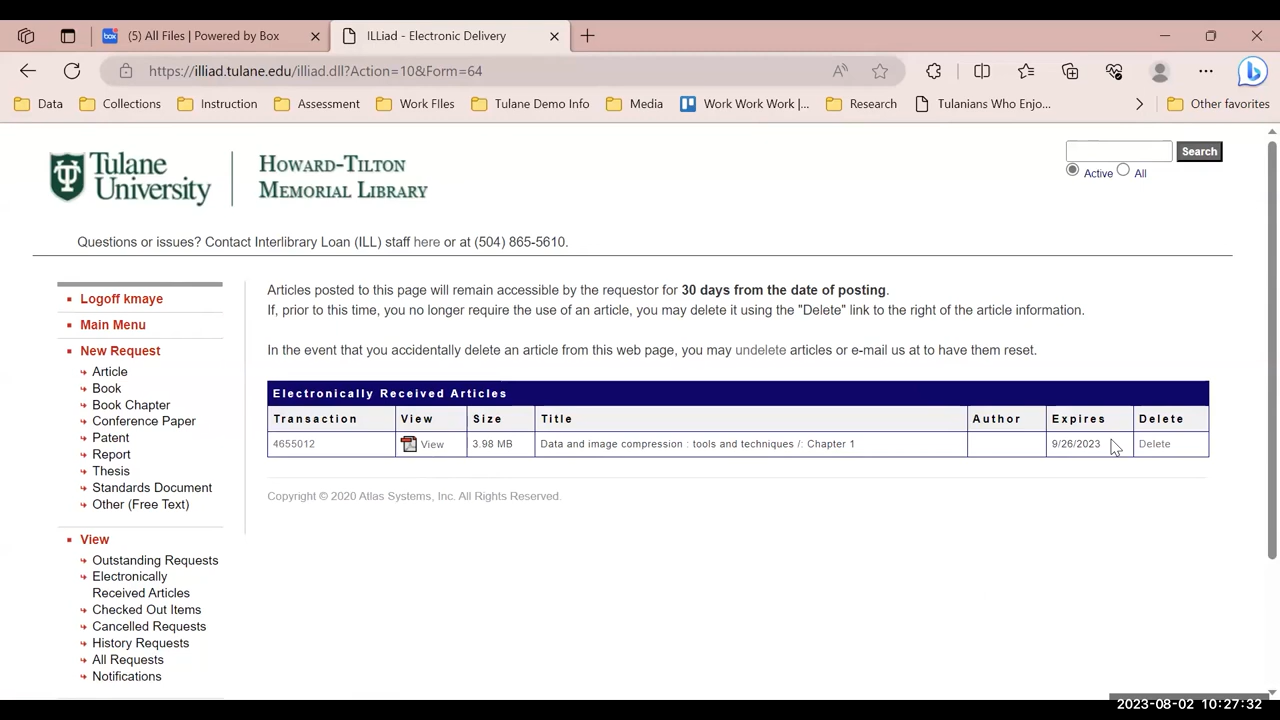 (5) All Files | Powered by Box
ILLiad - Electronic Delivery
https://illiad.tulane.edu/illiad.dll?Action=10&Form=64
Data
Collections
Instruction
Assessment
Work FIles
Tulane Demo Info
Media
Work Work Work |...
Research
Tulanians Who Enjo...
Other favorites
Tulane
University
Howard-Tilton
Memorial Library
Search
Active
All
Questions or issues? Contact Interlibrary Loan (ILL) staff here or at (504) 865-5610.
Logoff kmaye
Main Menu
New Request
Article
Book
Book Chapter
Conference Paper
Patent
Report
Thesis
Standards Document
Other (Free Text)
View
Outstanding Requests
Electronically
Received Articles
Checked Out Items
Cancelled Requests
History Requests
All Requests
Notifications
Articles posted to this page will remain accessible by the requestor for 30 days from the date of posting.
If, prior to this time, you no longer require the use of an article, you may delete it using the "Delete" link to the right of the article information.
In the event that you accidentally delete an article from this web page, you may undelete articles or e-mail us at to have them reset.
Electronically Received Articles
Transaction View Size Title Author Expires Delete
4655012 View 3.98 MB Data and image compression : tools and techniques /: Chapter 1 9/26/2023 Delete
Copyright © 2020 Atlas Systems, Inc. All Rights Reserved.
2023-08-02 10:27:32